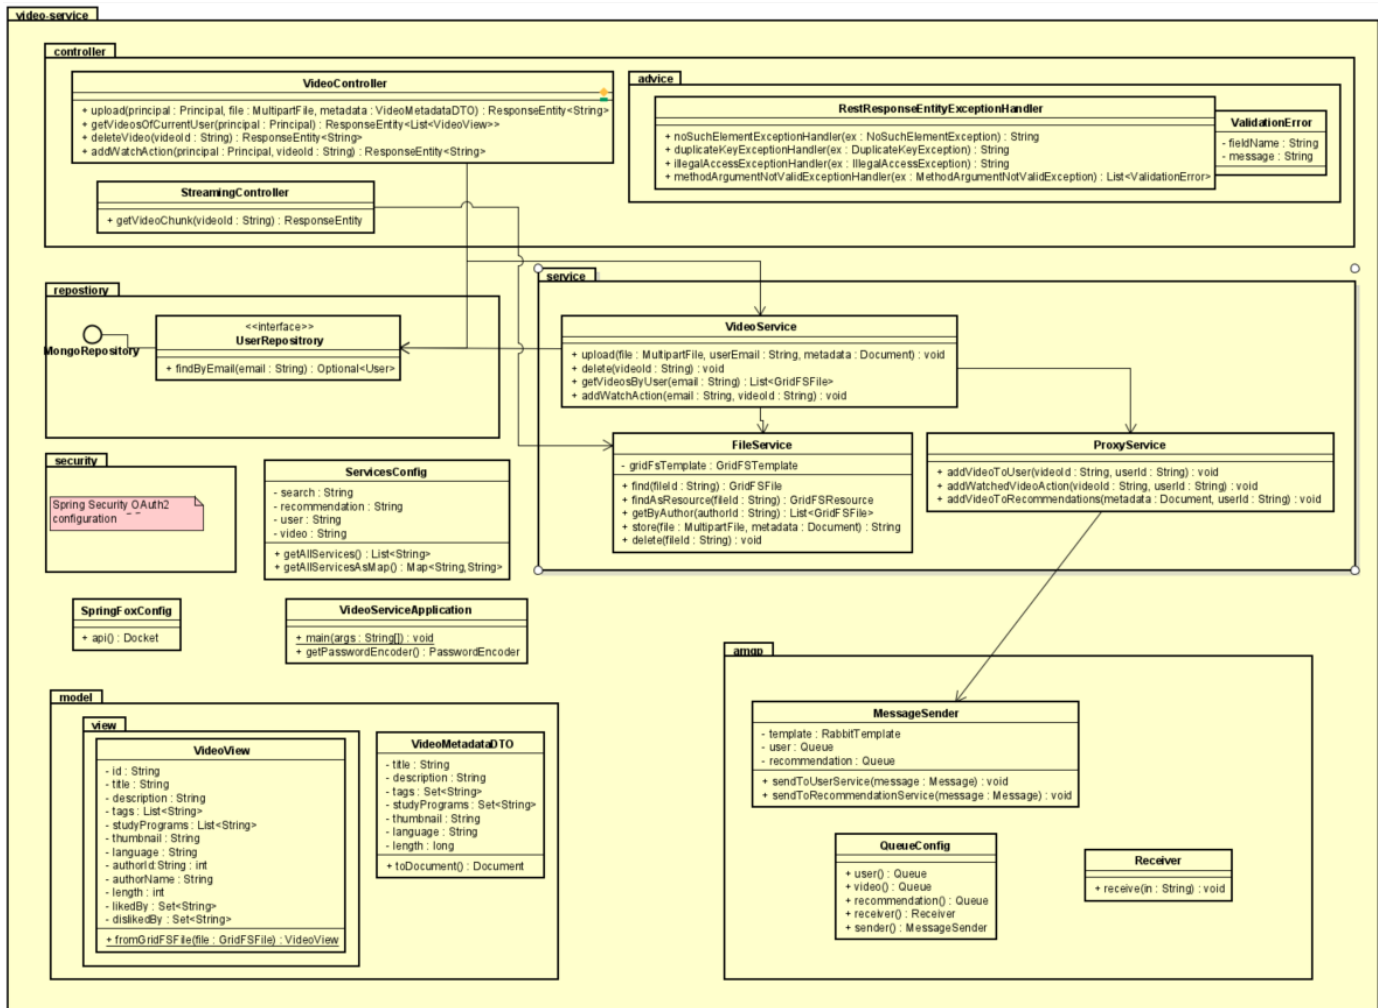 video-service
controller
VideoController
+ upload(principal : Principal, file : MultipartFile, metadata : VideoMetadataDTO) : ResponseEntity<String>
+ getVideosOfCurrentUser(principal : Principal) : ResponseEntity<List<VideoView>>
+ deleteVideo(videoId : String) : ResponseEntity<String>
+ addWatchAction(principal : Principal, videoId : String) : ResponseEntity<String>
StreamingController
+ getVideoChunk(videoId : String) : ResponseEntity
advice
RestResponseEntityExceptionHandler
+ noSuchElementExceptionHandler(ex : NoSuchElementException) : String
+ duplicateKeyExceptionHandler(ex : DuplicateKeyException) : String
+ illegalAccessExceptionHandler(ex : IllegalAccessException) : String
+ methodArgumentNotValidExceptionHandler(ex : MethodArgumentNotValidException) : List<ValidationError>
ValidationError
- fieldName : String
- message : String
repostiory
MongoRepository
<<interface>>
UserRepositrory
+ findByEmail(email : String) : Optional<User>
service
VideoService
+ upload(file : MultipartFile, userEmail : String, metadata : Document) : void
+ delete(videoId : String) : void
+ getVideosByUser(email : String) : List<GridFSFile>
+ addWatchAction(email : String, videoId : String) : void
FileService
- gridFsTemplate : GridFSTemplate
+ find(fileId : String) : GridFSFile
+ findAsResource(fileId : String) : GridFSResource
+ getByAuthor(authorId : String) : List<GridFSFile>
+ store(file : MultipartFile, metadata : Document) : String
+ delete(fileId : String) : void
ProxyService
+ addVideoToUser(videoId : String, userId : String) : void
+ addWatchedVideoAction(videoId : String, userId : String) : void
+ addVideoToRecommendations(metadata : Document, userId : String) : void
security
Spring Security OAuth2
configuration
ServicesConfig
- search : String
- recommendation : String
- user : String
- video : String
+ getAllServices() : List<String>
+ getAllServicesAsMap() : Map<String,String>
SpringFoxConfig
+ api() : Docket
VideoServiceApplication
+ main(args : String[]) : void
+ getPasswordEncoder() : PasswordEncoder
model
view
VideoView
- id : String
- title : String
- description : String
- tags : List<String>
- studyPrograms : List<String>
- thumbnail : String
- language : String
- authorId:String : int
- authorName : String
- length : int
- likedBy : Set<String>
- dislikedBy : Set<String>
+ fromGridFSFile(file : GridFSFile) : VideoView
VideoMetadataDTO
- title : String
- description : String
- tags : Set<String>
- studyPrograms : Set<String>
- thumbnail : String
- language : String
- length : long
+ toDocument() : Document
amqp
MessageSender
- template : RabbitTemplate
- user : Queue
- recommendation : Queue
+ sendToUserService(message : Message) : void
+ sendToRecommendationService(message : Message) : void
QueueConfig
+ user() : Queue
+ video() : Queue
+ recommendation() : Queue
+ receiver() : Receiver
+ sender() : MessageSender
Receiver
+ receive(in : String) : void